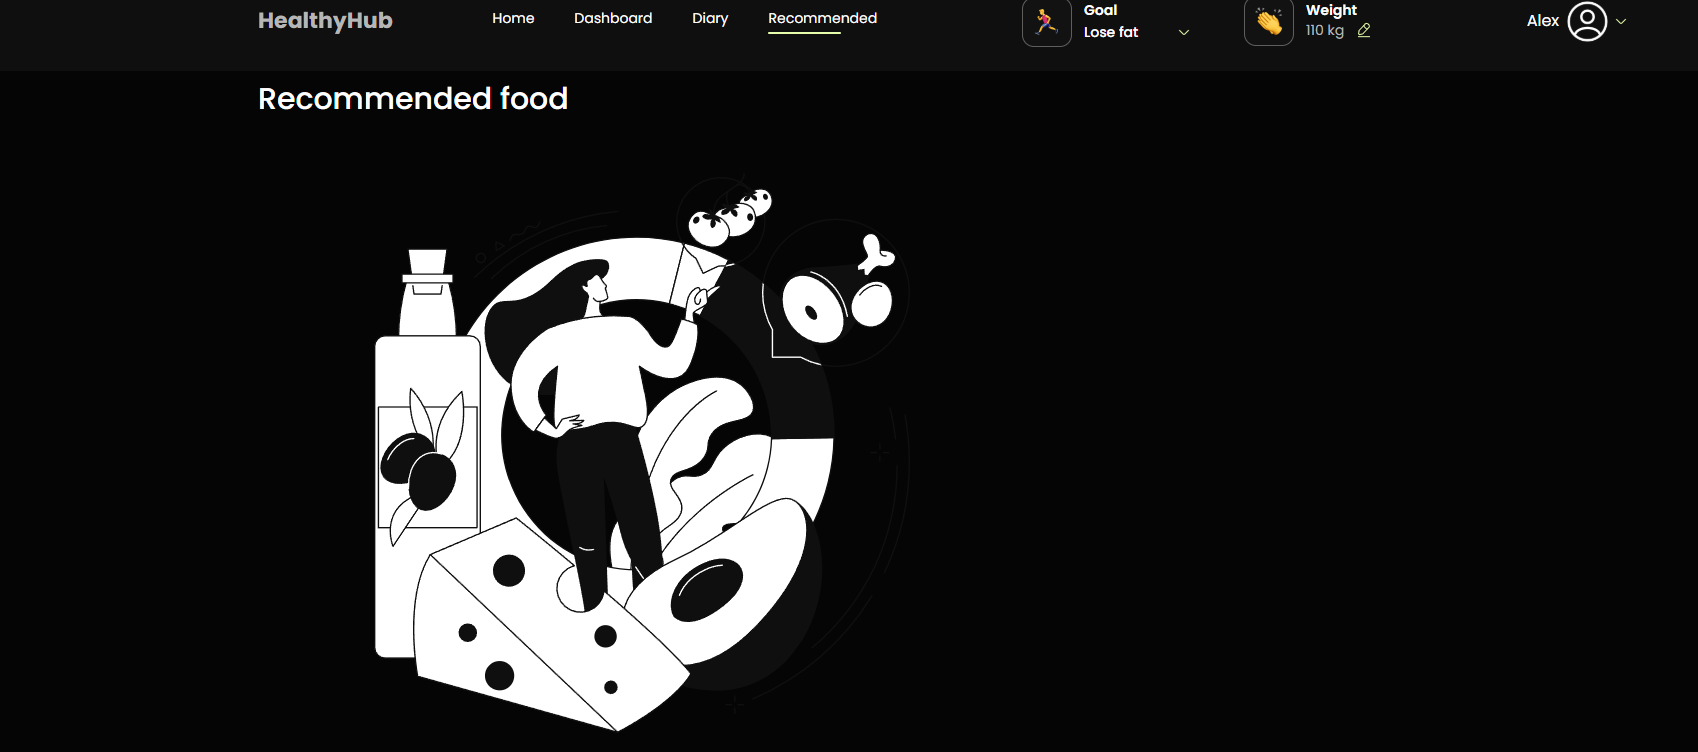 HealthyHub
Home
Dashboard
Diary
Recommended
Goal
Lose fat
Weight
110 kg
Alex
Recommended food